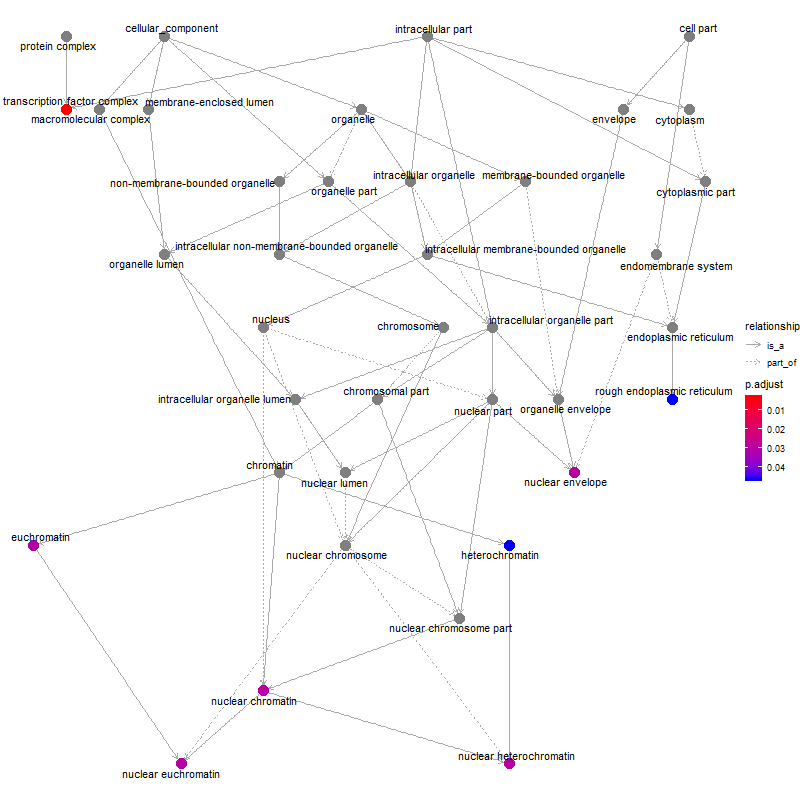 cellular_component
intracellular part
cell part
protein complex
transcription factor complex
membrane-enclosed lumen
macromolecular complex
organelle
envelope
cytoplasm
non-membrane-bounded organelle
organelle part
intracellular organelle
membrane-bounded organelle
cytoplasmic part
organelle lumen
intracellular non-membrane-bounded organelle
intracellular membrane-bounded organelle
endomembrane system
nucleus
chromosome
intracellular organelle part
endoplasmic reticulum
intracellular organelle lumen
chromosomal part
nuclear part
organelle envelope
rough endoplasmic reticulum
chromatin
nuclear lumen
nuclear envelope
euchromatin
nuclear chromosome
heterochromatin
nuclear chromosome part
nuclear chromatin
nuclear euchromatin
nuclear heterochromatin
relationship
is_a
part_of
p.adjust
0.01
0.02
0.03
0.04